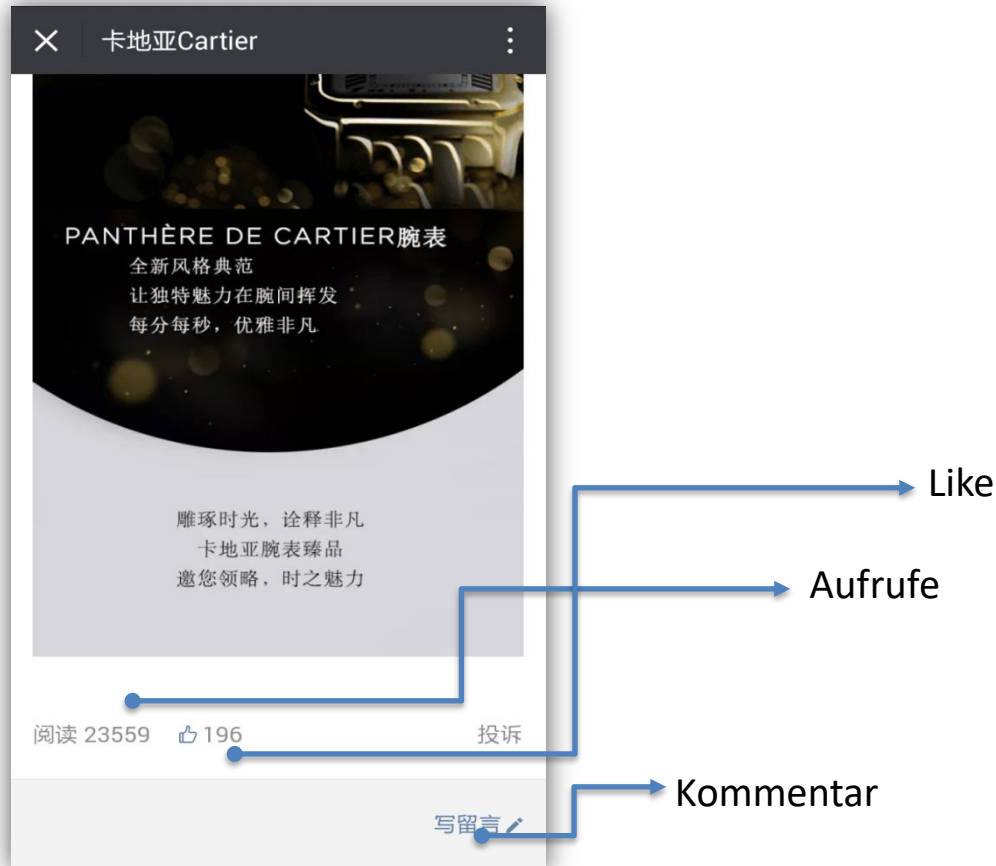 卡地亚Cartier
PANTHÈRE DE CARTIER腕表
全新风格典范
让独特魅力在腕间挥发
每分每秒，优雅非凡
雕琢时光，诠释非凡
卡地亚腕表臻品
邀您领略，时之魅力
Like
Aufrufe
阅读 23559 196 投诉
Kommentar
写留言